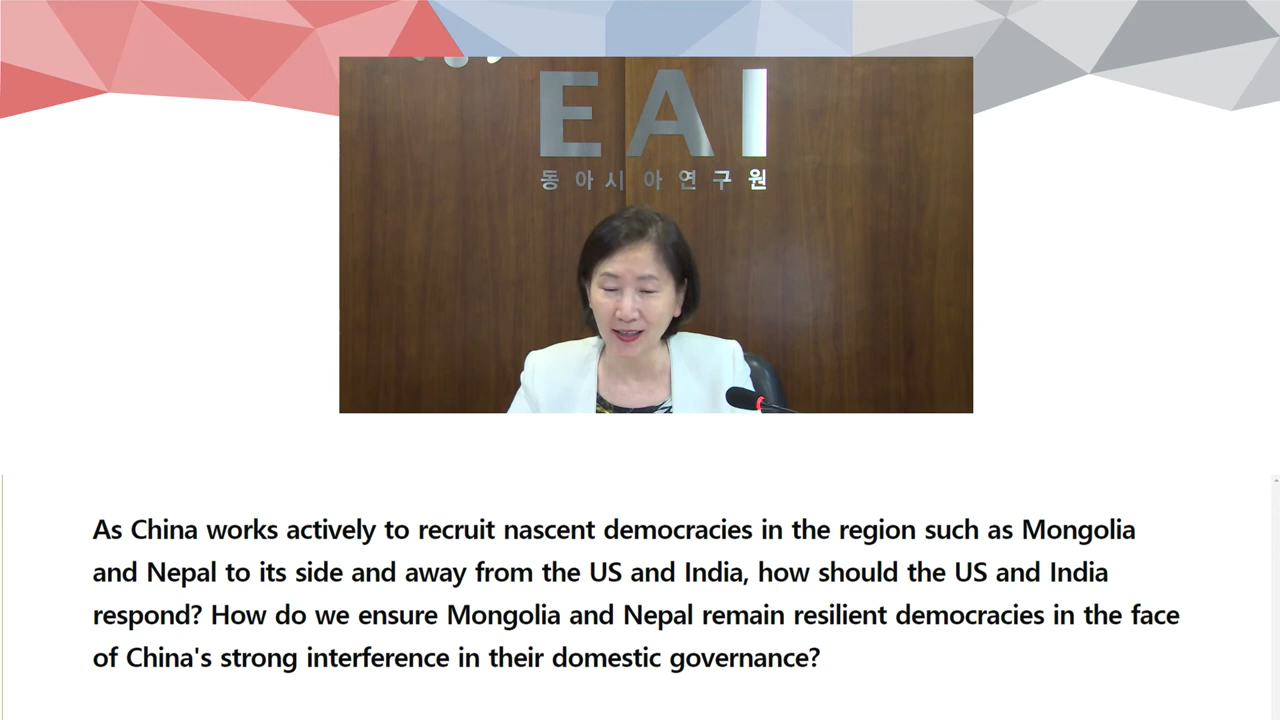 EAI
동아시아연구원
As China works actively to recruit nascent democracies in the region such as Mongolia
and Nepal to its side and away from the US and India, how should the US and India
respond? How do we ensure Mongolia and Nepal remain resilient democracies in the face
of China's strong interference in their domestic governance?